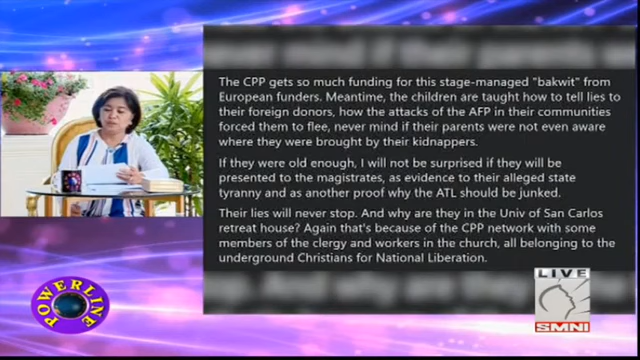 The CPP gets so much funding for this stage-managed "bakwit" from
European funders. Meantime, the children are taught how to tell lies to
their foreign donors, how the attacks of the AFP in their communities
forced them to flee, never mind if their parents were not even aware
where they were brought by their kidnappers.
If they were old enough, I will not be surprised if they will be
presented to the magistrates, as evidence to their alleged state
tyranny and as another proof why the ATL should be junked.
Their lies will never stop. And why are they in the Univ of San Carlos
retreat house? Again that's because of the CPP network with some
members of the clergy and workers in the church, all belonging to the
underground Christians for National Liberation.
POWERLINE
LIVE
SMNI